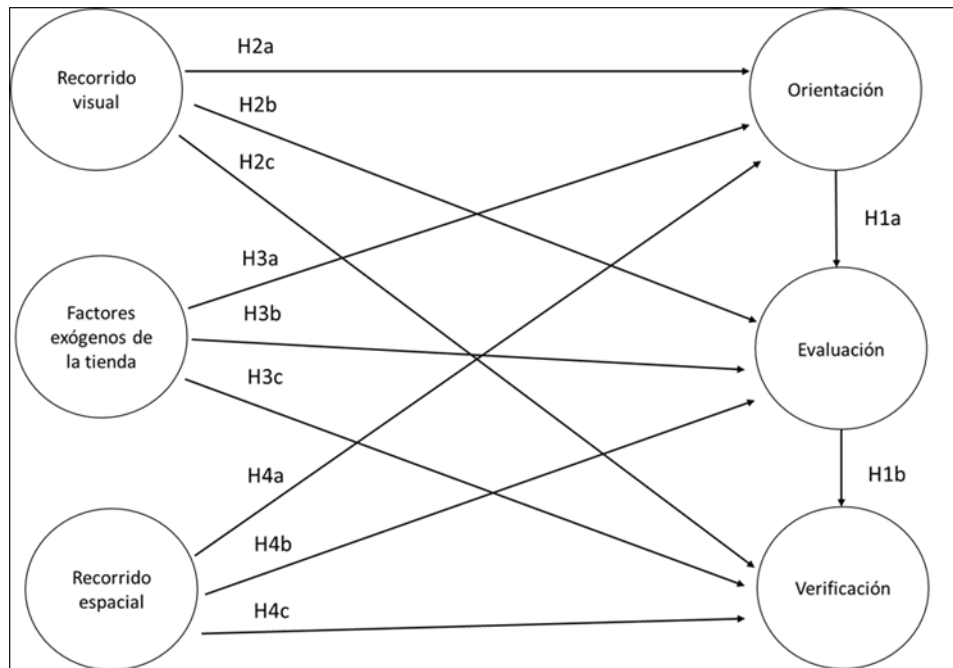 H2a
Recorrido
visual
Orientación
H2b
H2c
H1a
H3a
Factores
exógenos de
la tienda
H3b
Evaluación
H3c
H4a
H1b
H4b
Recorrido
espacial
Verificación
H4c